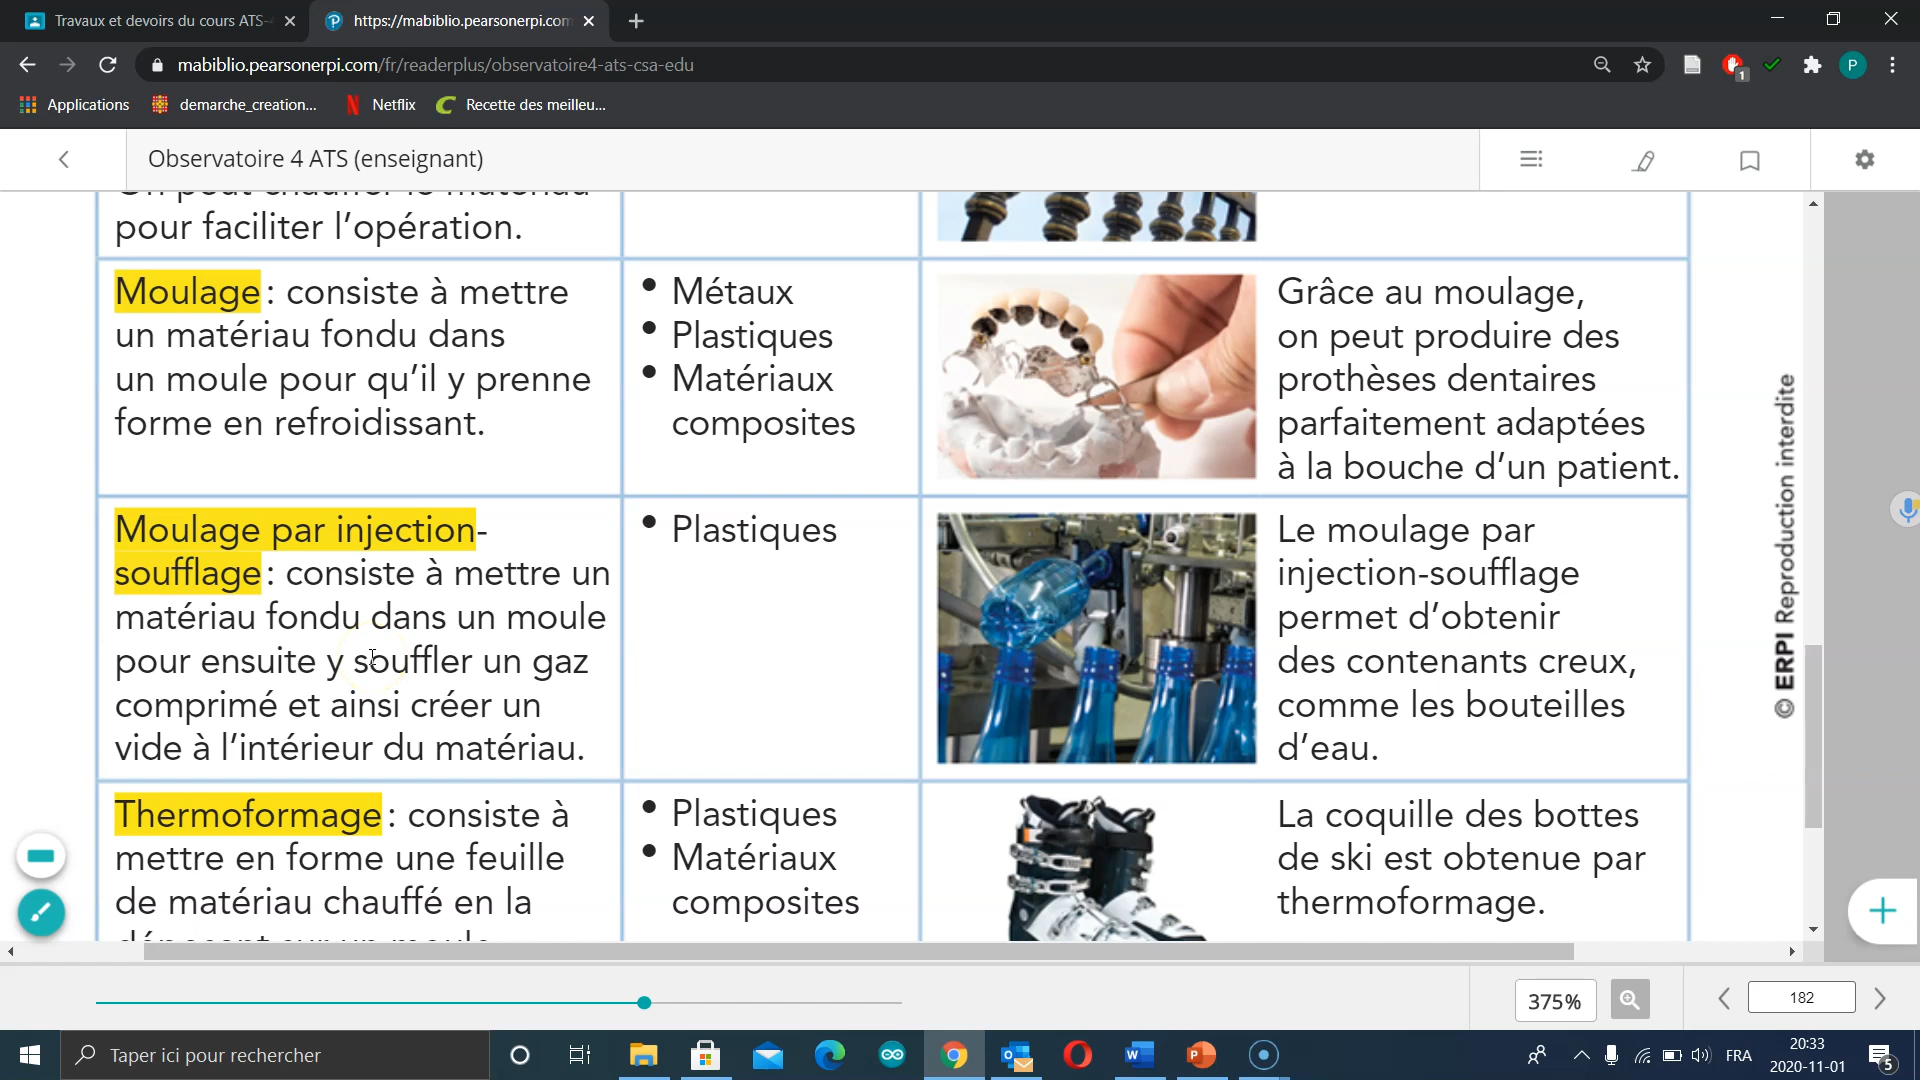 Travaux et devoirs du cours ATS-
https://mabiblio.pearsonerpi.com
mabiblio.pearsonerpi.com/fr/readerplus/observatoire4-ats-csa-edu
1
P
Applications
demarche_creation...
Netflix
Recette des meilleu...
Observatoire 4 ATS (enseignant)
pour faciliter l'opération.
Moulage : consiste à mettre
un matériau fondu dans
un moule pour qu'il y prenne
forme en refroidissant.
• Métaux
• Plastiques
• Matériaux
composites
Grâce au moulage,
on peut produire des
prothèses dentaires
parfaitement adaptées
à la bouche d'un patient.
Moulage par injection-
soufflage : consiste à mettre un
matériau fondu dans un moule
pour ensuite y souffler un gaz
comprimé et ainsi créer un
vide à l'intérieur du matériau.
• Plastiques
Le moulage par
injection-soufflage
permet d'obtenir
des contenants creux,
comme les bouteilles
d'eau.
Thermoformage : consiste à
mettre en forme une feuille
de matériau chauffé en la
• Plastiques
• Matériaux
composites
La coquille des bottes
de ski est obtenue par
thermoformage.
© ERPI Reproduction interdite
375%
182
Taper ici pour rechercher
FRA
20:33
2020-11-01
5